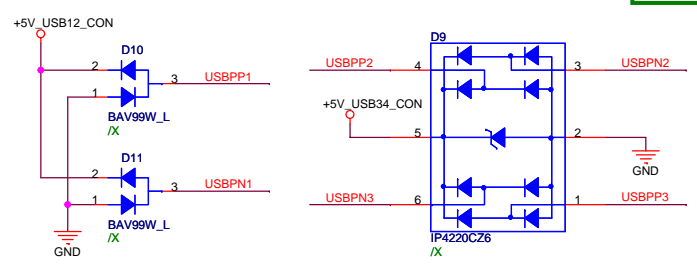 +5V_USB12_CON
D10
2
3
USBPP1
1
BAV99W_L
/X
D11
2
3
USBPN1
1
BAV99W_L
/X
GND
D9
USBPP2
4
3
USBPN2
+5V_USB34_CON
5
2
GND
USBPN3
6
1
USBPP3
IP4220CZ6
/X